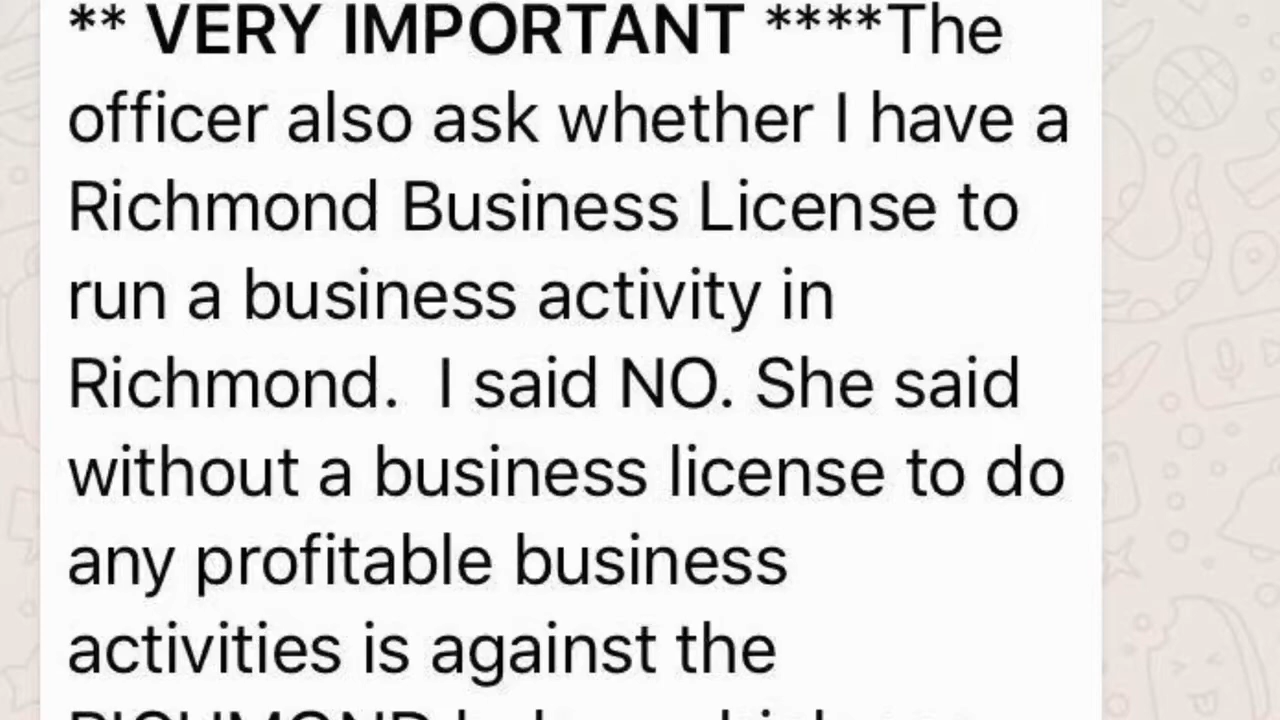 ** VERY IMPORTANT ****The
officer also ask whether I have a
Richmond Business License to
run a business activity in
Richmond.  I said NO. She said
without a business license to do
any profitable business
activities is against the
RICHMOND